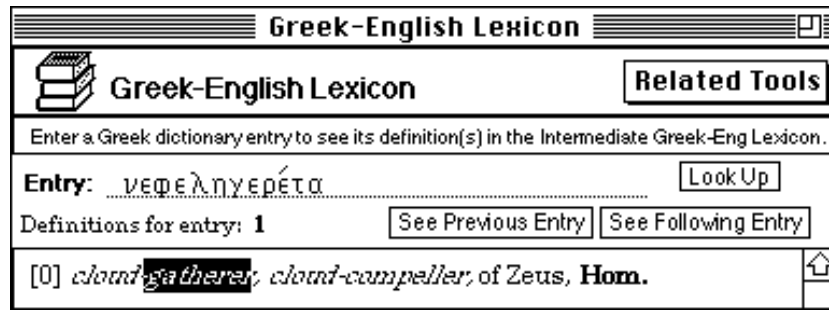 Greek-English Lexicon
Greek-English Lexicon
Related Tools
Enter a Greek dictionary entry to see its definition(s) in the Intermediate Greek-Eng Lexicon.
Entry: νεφεληγερέτα
Look Up
Definitions for entry: 1
See Previous Entry
See Following Entry
[0] cloud-gatherer, cloud-compeller, of Zeus, Hom.